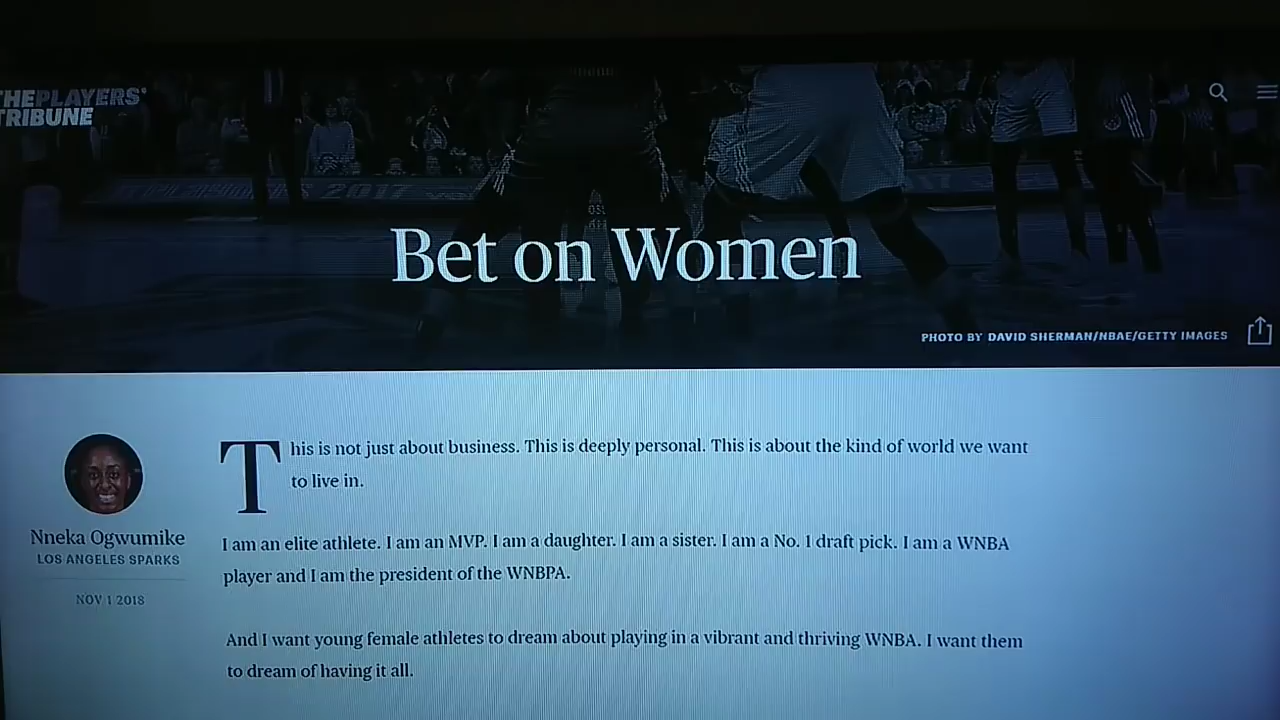 THEPLAYERS'
TRIBUNE
2017
Bet on Women
PHOTO BY DAVID SHERMAN/NBAE/GETTY IMAGES
This is not just about business. This is deeply personal. This is about the kind of world we want
to live in.
Nneka Ogwumike
LOS ANGELES SPARKS
NOV 1 2018
I am an elite athlete. I am an MVP. I am a daughter. I am a sister. I am a No. 1 draft pick. I am a WNBA
player and I am the president of the WNBPA.
And I want young female athletes to dream about playing in a vibrant and thriving WNBA. I want them
to dream of having it all.